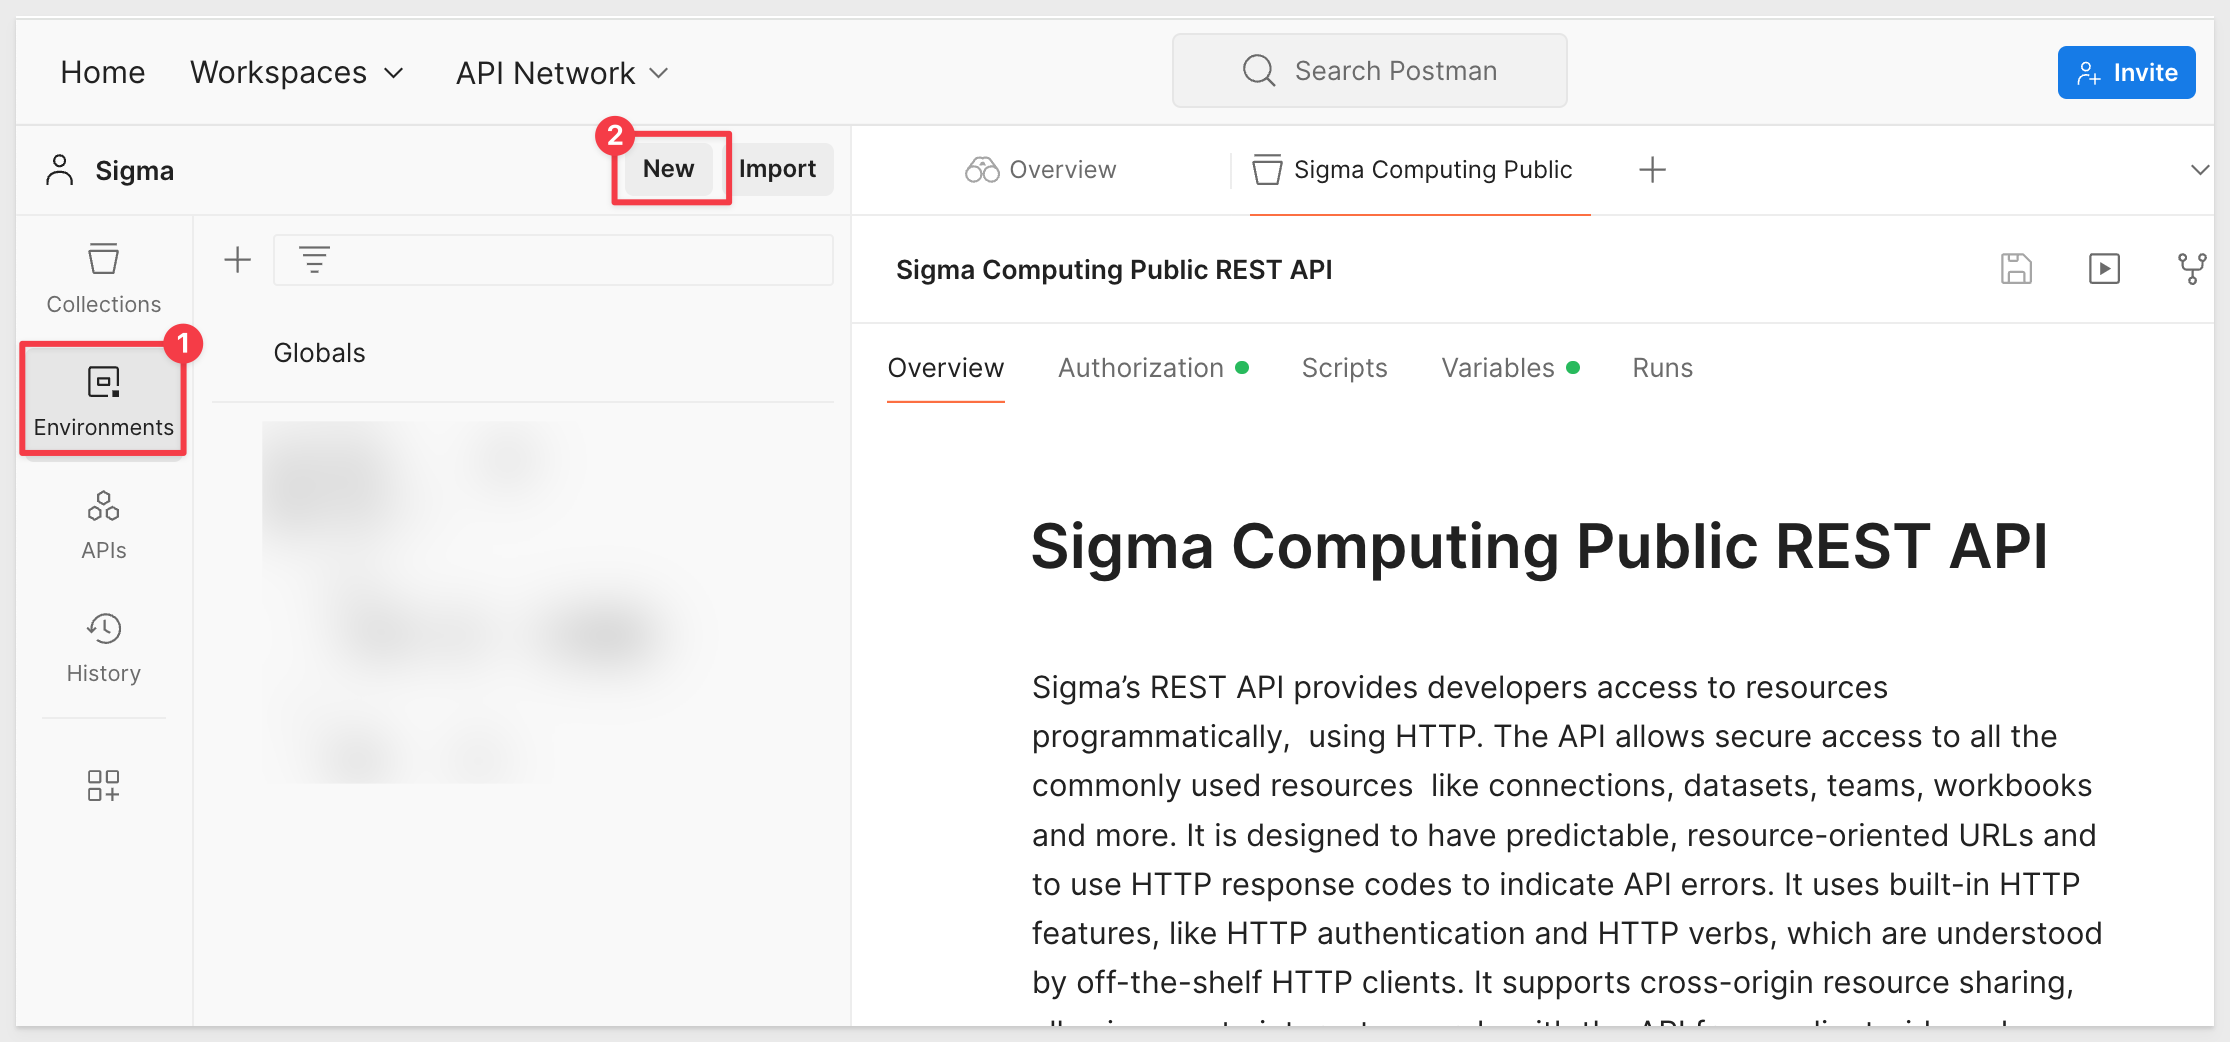 Home
Workspaces
API Network
Search Postman
Invite
Sigma
2
New
Import
Overview
Sigma Computing Public
Collections
1
Environments
APIs
History
Globals
Sigma Computing Public REST API
Overview
Authorization
Scripts
Variables
Runs
Sigma Computing Public REST API
Sigma’s REST API provides developers access to resources
programmatically,  using HTTP. The API allows secure access to all the
commonly used resources  like connections, datasets, teams, workbooks
and more. It is designed to have predictable, resource-oriented URLs and
to use HTTP response codes to indicate API errors. It uses built-in HTTP
features, like HTTP authentication and HTTP verbs, which are understood
by off-the-shelf HTTP clients. It supports cross-origin resource sharing,